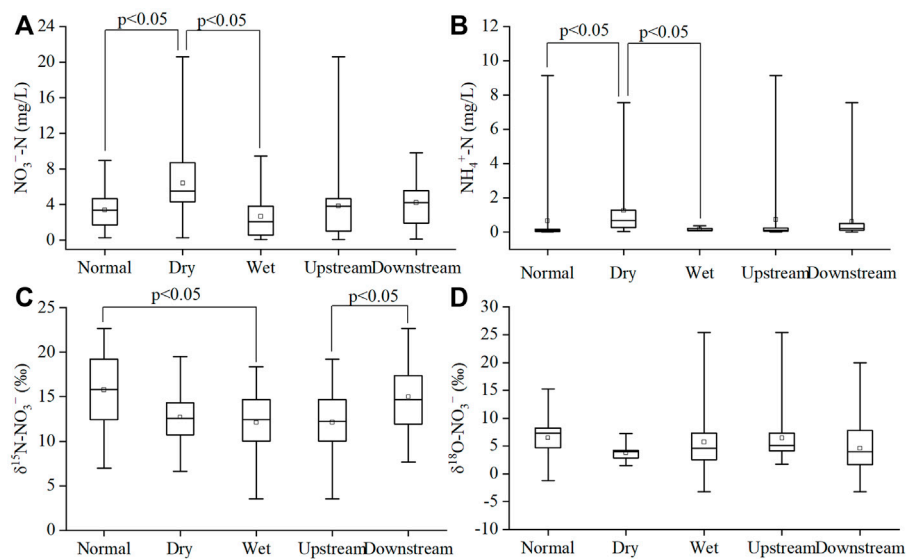 A
p<0.05
p<0.05
NO₃⁻-N (mg/L)
24
20
16
12
8
4
0
Normal
Dry
Wet
Upstream
Downstream
B
p<0.05
p<0.05
NH₄⁺-N (mg/L)
12
10
8
6
4
2
0
Normal
Dry
Wet
Upstream
Downstream
C
p<0.05
p<0.05
δ¹⁵N-NO₃⁻ (‰)
25
20
15
10
5
0
Normal
Dry
Wet
Upstream
Downstream
D
δ¹⁸O-NO₃⁻ (‰)
30
25
20
15
10
5
0
-5
-10
Normal
Dry
Wet
Upstream
Downstream